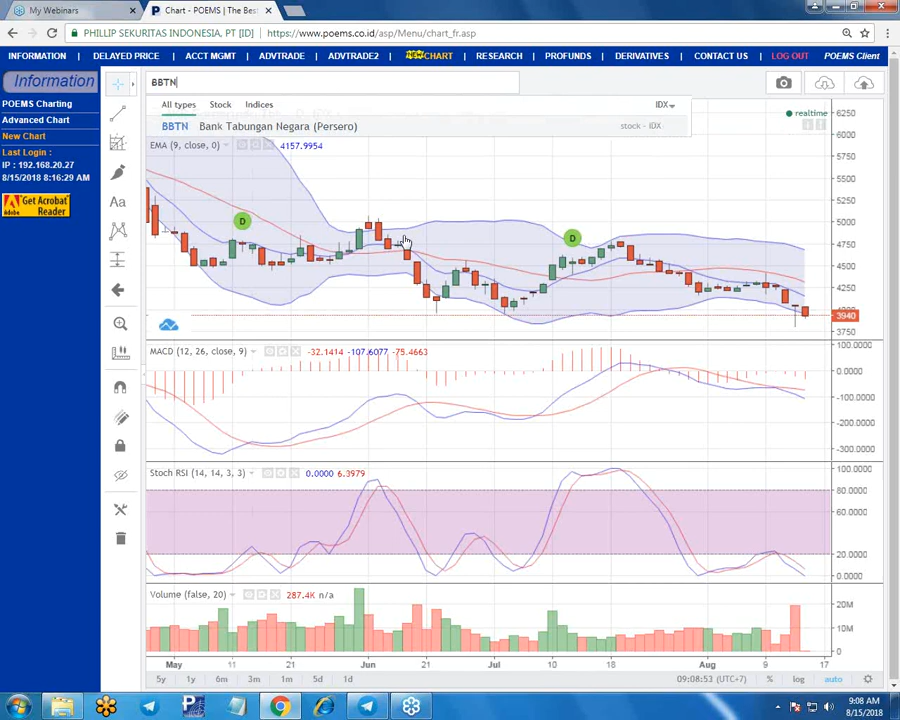 My Webinars
Chart - POEMS | The Bes
PHILLIP SEKURITAS INDONESIA. PT [ID]
https://www.poems.co.id/asp/Menu/chart_fr.asp
INFORMATION DELAYED PRICE ACCT MGMT ADVTRADE ADVTRADE2 NEW CHART RESEARCH PROFUNDS DERIVATIVES CONTACT US LOG OUT POEMS Client
Information
POEMS Charting
Advanced Chart
New Chart
Last Login :
IP : 192.168.20.27
8/15/2018 8:16:29 AM
Get Acrobat
Reader
BBTN
All types Stock Indices IDX
BBTN Bank Tabungan Negara (Persero) stock - IDX
realtime
EMA (9, close, 0) 4157.9954
D
D
6250
6000
5750
5500
5250
5000
4750
4500
4250
3940
3750
MACD (12, 26, close, 9) -32.1414 -107.6077 -75.4663
100.0000
0.0000
-100.0000
-200.0000
-300.0000
Stoch RSI (14, 14, 3, 3) 0.0000 6.3979
100.0000
80.0000
60.0000
20.0000
0.0000
Volume (false, 20) 287.4K n/a
20M
10M
0
May 11 21 Jun 21 Jul 10 18 Aug 9 17
5y 1y 6m 3m 1m 5d 1d
09:08:53 (UTC+7) % log auto
Aa
9:08 AM
8/15/2018